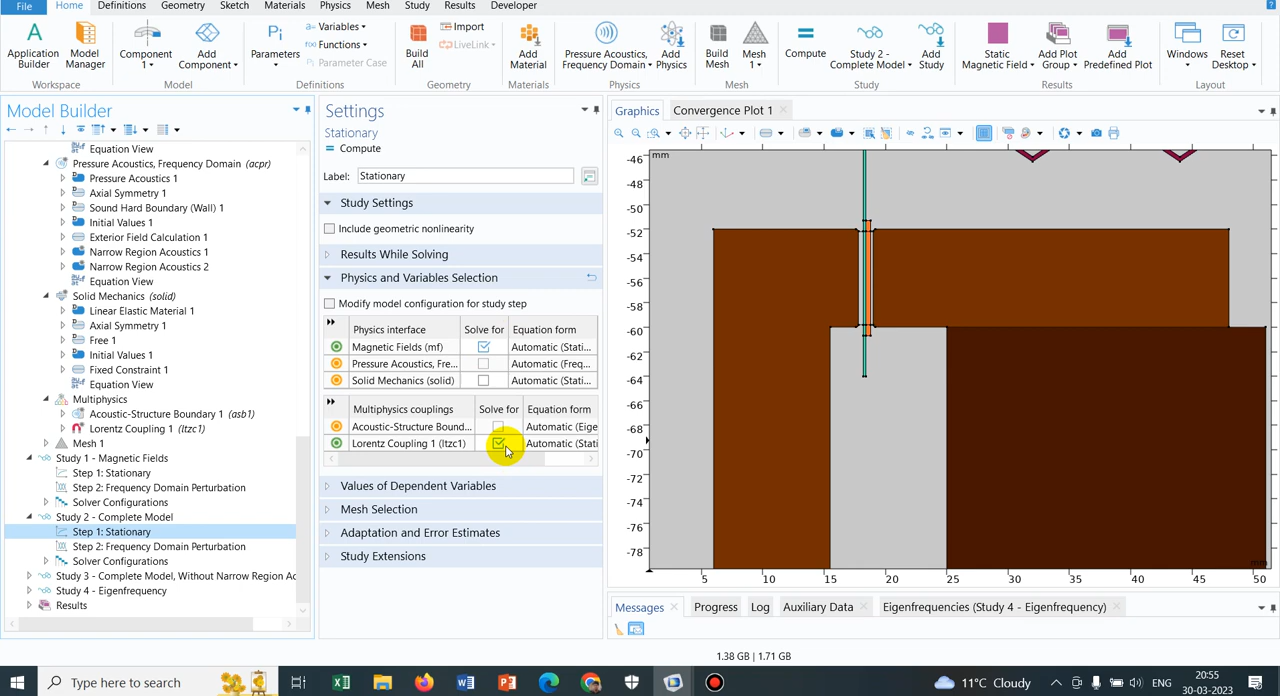 File Home Definitions Geometry Sketch Materials Physics Mesh Study Results Developer
Application Builder
Model Manager
Workspace
Component 1
Add Component
Model
Parameters
a= Variables
f(x) Functions
Pi Parameter Case
Definitions
Build All
Import
LiveLink
Geometry
Add Material
Materials
Pressure Acoustics, Frequency Domain
Add Physics
Physics
Build Mesh
Mesh 1
Mesh
Compute
Study 2 - Complete Model
Add Study
Study
Static Magnetic Field
Add Plot Group
Add Predefined Plot
Results
Windows
Reset Desktop
Layout
Model Builder
Equation View
Pressure Acoustics, Frequency Domain (acpr)
Pressure Acoustics 1
Axial Symmetry 1
Sound Hard Boundary (Wall) 1
Initial Values 1
Exterior Field Calculation 1
Narrow Region Acoustics 1
Narrow Region Acoustics 2
Equation View
Solid Mechanics (solid)
Linear Elastic Material 1
Axial Symmetry 1
Free 1
Initial Values 1
Fixed Constraint 1
Equation View
Multiphysics
Acoustic-Structure Boundary 1 (asb1)
Lorentz Coupling 1 (ltzc1)
Mesh 1
Study 1 - Magnetic Fields
Step 1: Stationary
Step 2: Frequency Domain Perturbation
Solver Configurations
Study 2 - Complete Model
Step 1: Stationary
Step 2: Frequency Domain Perturbation
Solver Configurations
Study 3 - Complete Model, Without Narrow Region Ac
Study 4 - Eigenfrequency
Results
Settings
Stationary
= Compute
Label: Stationary
Study Settings
Include geometric nonlinearity
Results While Solving
Physics and Variables Selection
Modify model configuration for study step
Physics interface Solve for Equation form
Magnetic Fields (mf) Automatic (Stati...
Pressure Acoustics, Fre... Automatic (Freq...
Solid Mechanics (solid) Automatic (Stati...
Multiphysics couplings Solve for Equation form
Acoustic-Structure Bound... Automatic (Eige
Lorentz Coupling 1 (ltzc1) Automatic (Stati
Values of Dependent Variables
Mesh Selection
Adaptation and Error Estimates
Study Extensions
Graphics Convergence Plot 1
mm
-46
-48
-50
-52
-54
-56
-58
-60
-62
-64
-66
-68
-70
-72
-74
-76
-78
mm
5 10 15 20 25 30 35 40 45 50
Messages Progress Log Auxiliary Data Eigenfrequencies (Study 4 - Eigenfrequency)
1.38 GB | 1.71 GB
Type here to search
11°C Cloudy
ENG
20:55
30-03-2023